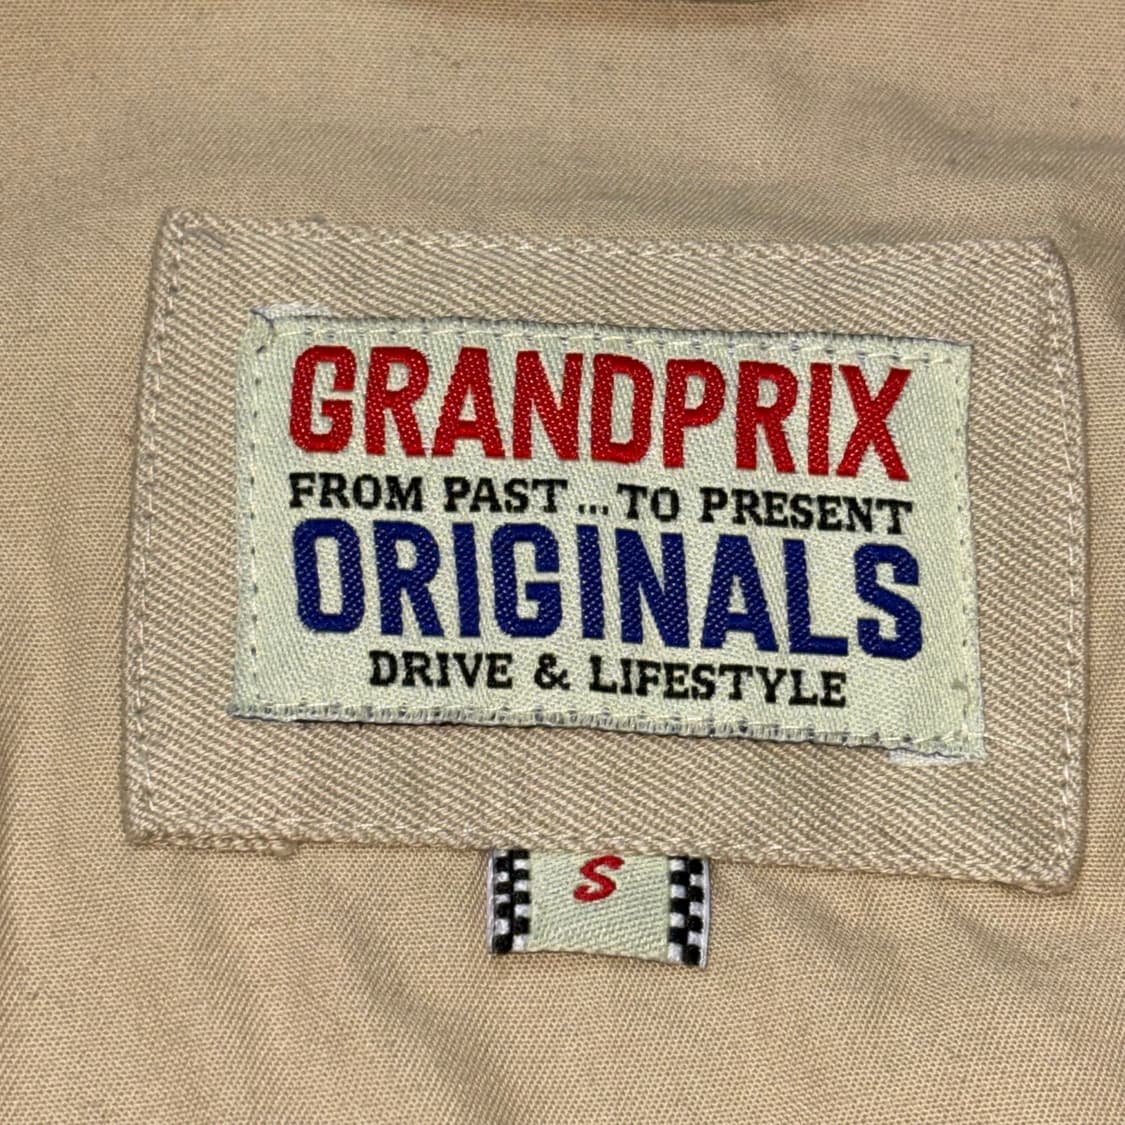 GRANDPRIX
FROM PAST...TO PRESENT
ORIGINALS
DRIVE & LIFESTYLE
S